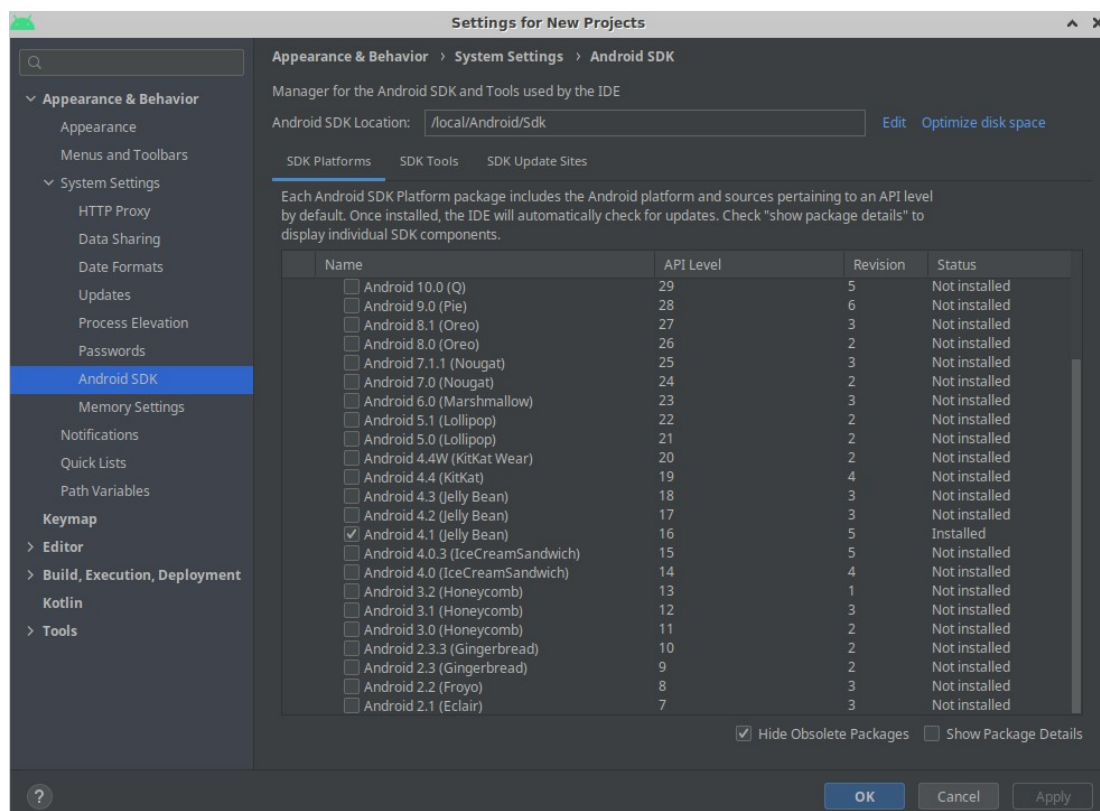 Settings for New Projects
Appearance & Behavior › System Settings › Android SDK
Appearance & Behavior
Appearance
Menus and Toolbars
System Settings
HTTP Proxy
Data Sharing
Date Formats
Updates
Process Elevation
Passwords
Android SDK
Memory Settings
Notifications
Quick Lists
Path Variables
Keymap
Editor
Build, Execution, Deployment
Kotlin
Tools
Manager for the Android SDK and Tools used by the IDE
Android SDK Location: /local/Android/Sdk Edit Optimize disk space
SDK Platforms SDK Tools SDK Update Sites
Each Android SDK Platform package includes the Android platform and sources pertaining to an API level
by default. Once installed, the IDE will automatically check for updates. Check "show package details" to
display individual SDK components.
Name API Level Revision Status
Android 10.0 (Q) 29 5 Not installed
Android 9.0 (Pie) 28 6 Not installed
Android 8.1 (Oreo) 27 3 Not installed
Android 8.0 (Oreo) 26 2 Not installed
Android 7.1.1 (Nougat) 25 3 Not installed
Android 7.0 (Nougat) 24 2 Not installed
Android 6.0 (Marshmallow) 23 3 Not installed
Android 5.1 (Lollipop) 22 2 Not installed
Android 5.0 (Lollipop) 21 2 Not installed
Android 4.4W (KitKat Wear) 20 2 Not installed
Android 4.4 (KitKat) 19 4 Not installed
Android 4.3 (Jelly Bean) 18 3 Not installed
Android 4.2 (Jelly Bean) 17 3 Not installed
Android 4.1 (Jelly Bean) 16 5 Installed
Android 4.0.3 (IceCreamSandwich) 15 5 Not installed
Android 4.0 (IceCreamSandwich) 14 4 Not installed
Android 3.2 (Honeycomb) 13 1 Not installed
Android 3.1 (Honeycomb) 12 3 Not installed
Android 3.0 (Honeycomb) 11 2 Not installed
Android 2.3.3 (Gingerbread) 10 2 Not installed
Android 2.3 (Gingerbread) 9 2 Not installed
Android 2.2 (Froyo) 8 3 Not installed
Android 2.1 (Eclair) 7 3 Not installed
Hide Obsolete Packages Show Package Details
? OK Cancel Apply